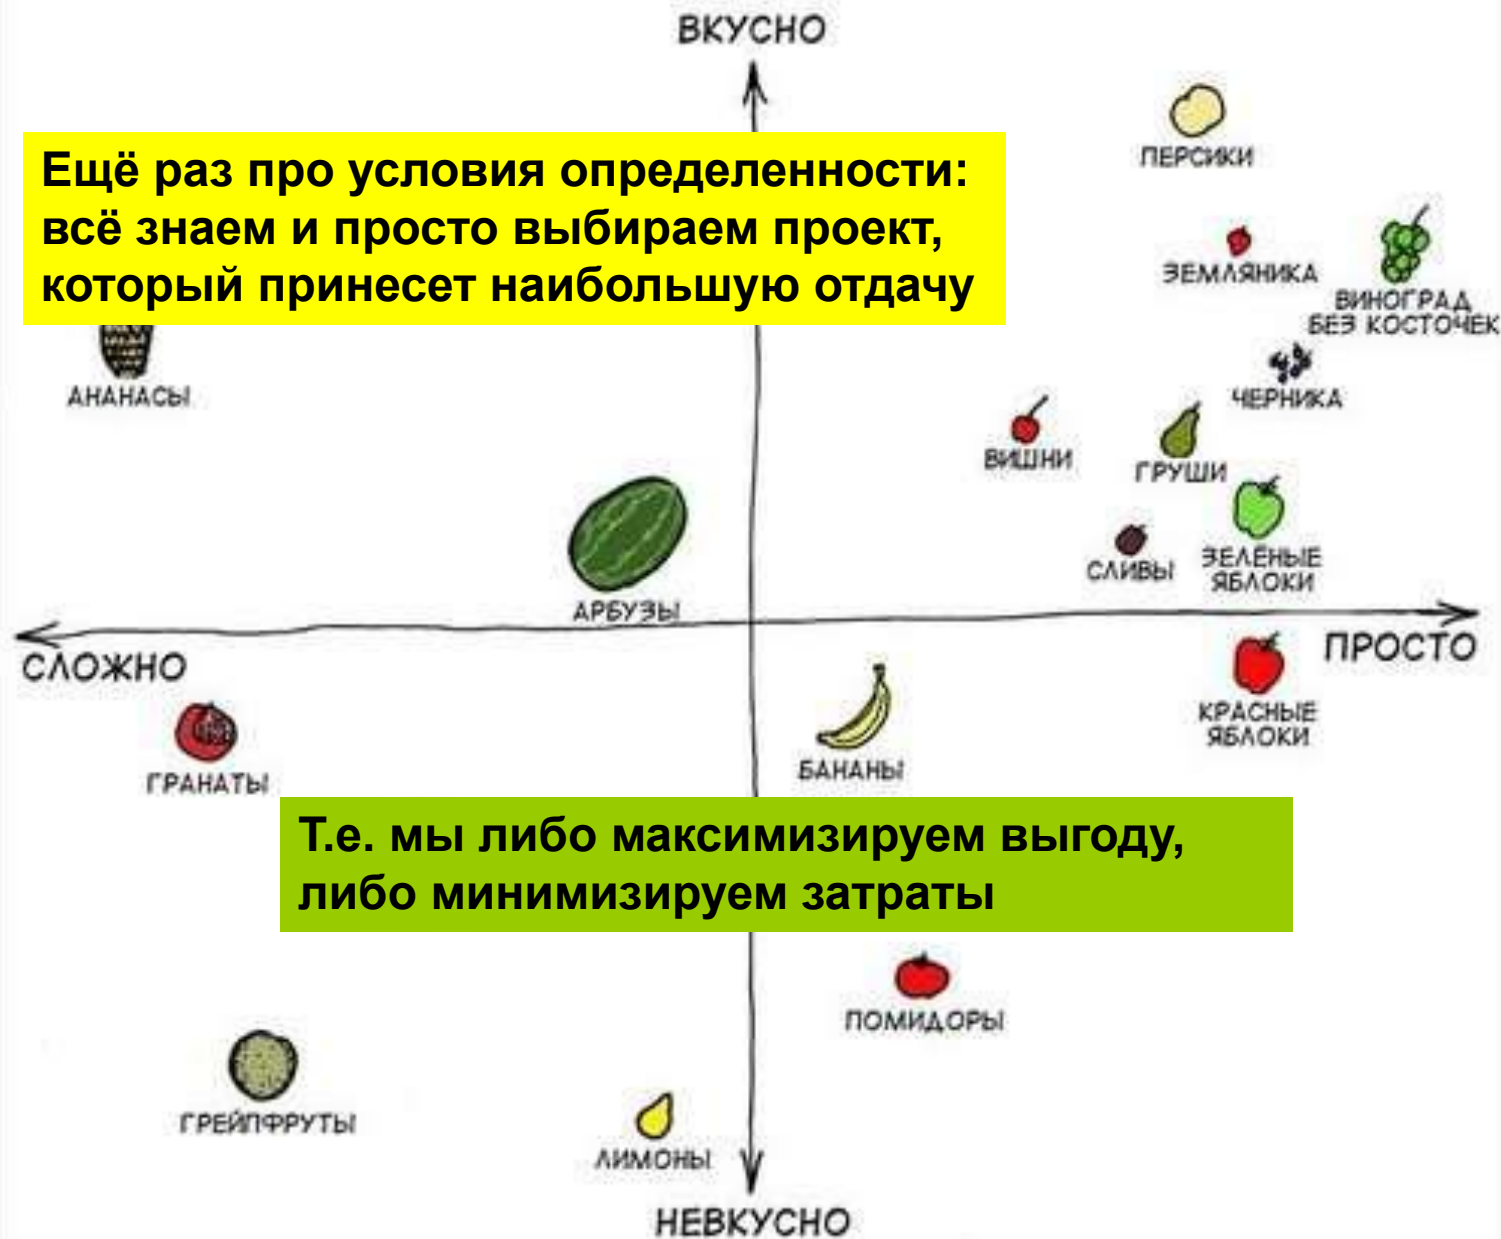 ВКУСНО
Ещё раз про условия определенности:
всё знаем и просто выбираем проект,
который принесет наибольшую отдачу
ПЕРСИКИ
ЗЕМЛЯНИКА
ВИНОГРАД
БЕЗ КОСТОЧЕК
АНАНАСЫ
ЧЕРНИКА
ВИШНИ
ГРУШИ
СЛИВЫ
ЗЕЛЁНЫЕ
ЯБЛОКИ
АРБУЗЫ
СЛОЖНО
ПРОСТО
КРАСНЫЕ
ЯБЛОКИ
ГРАНАТЫ
БАНАНЫ
Т.е. мы либо максимизируем выгоду,
либо минимизируем затраты
ПОМИДОРЫ
ГРЕЙПФРУТЫ
ЛИМОНЫ
НЕВКУСНО